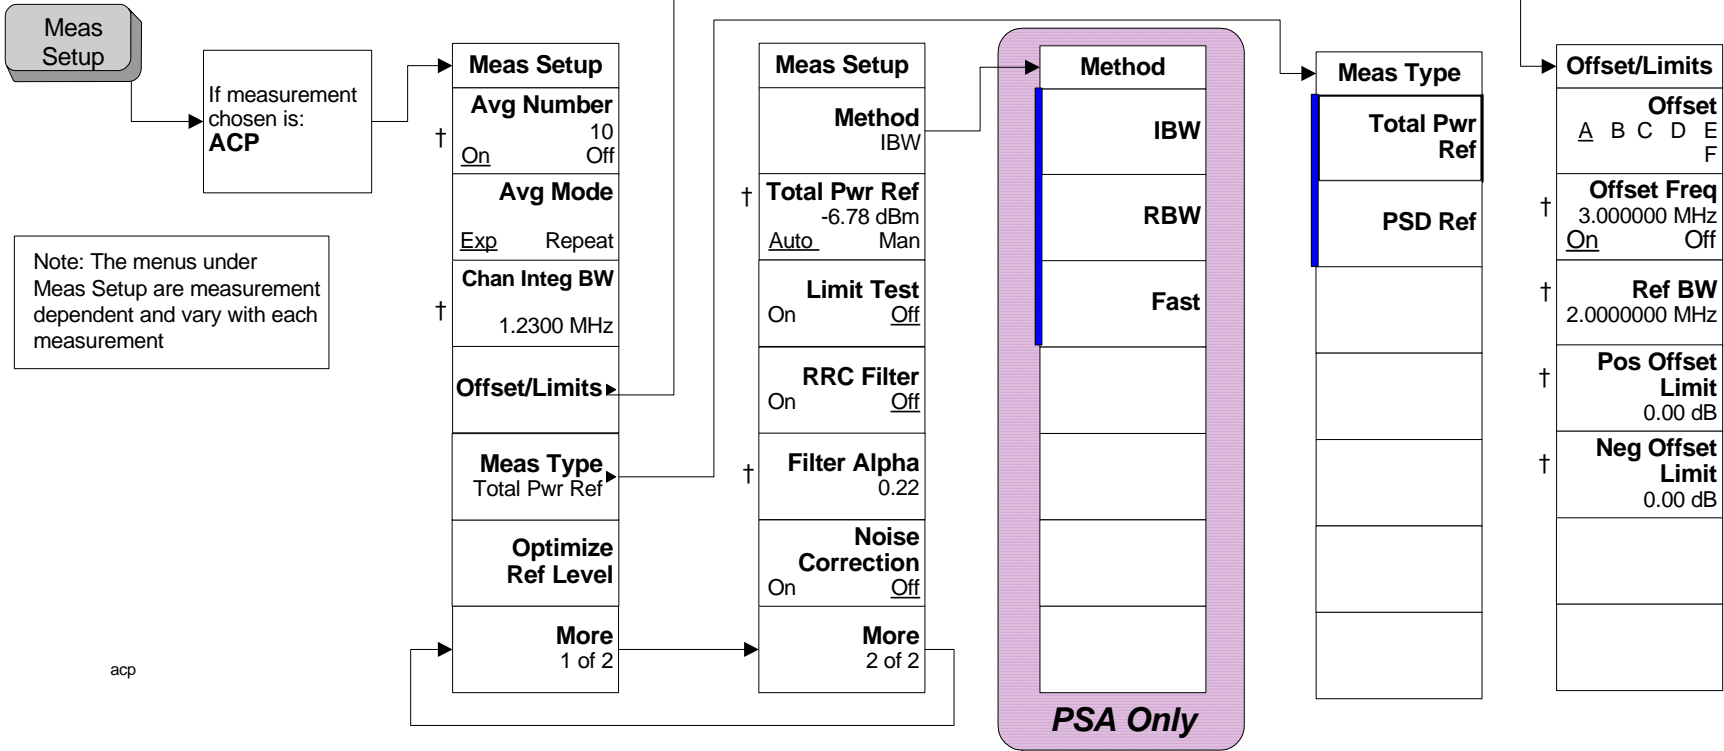 Meas
Setup
If measurement
chosen is:
ACP
Note: The menus under
Meas Setup are measurement
dependent and vary with each
measurement
acp
Meas Setup
Avg Number
10
†
On Off
Avg Mode
Exp Repeat
Chan Integ BW
†
1.2300 MHz
Offset/Limits
Meas Type
Total Pwr Ref
Optimize
Ref Level
More
1 of 2
Meas Setup
Method
IBW
† Total Pwr Ref
-6.78 dBm
Auto Man
Limit Test
On Off
RRC Filter
On Off
Filter Alpha
†
0.22
Noise
Correction
On Off
More
2 of 2
Method
IBW
RBW
Fast
PSA Only
Meas Type
Total Pwr
Ref
PSD Ref
Offset/Limits
Offset
A B C D E
F
Offset Freq
†
3.000000 MHz
On Off
† Ref BW
2.0000000 MHz
Pos Offset
† Limit
0.00 dB
Neg Offset
† Limit
0.00 dB